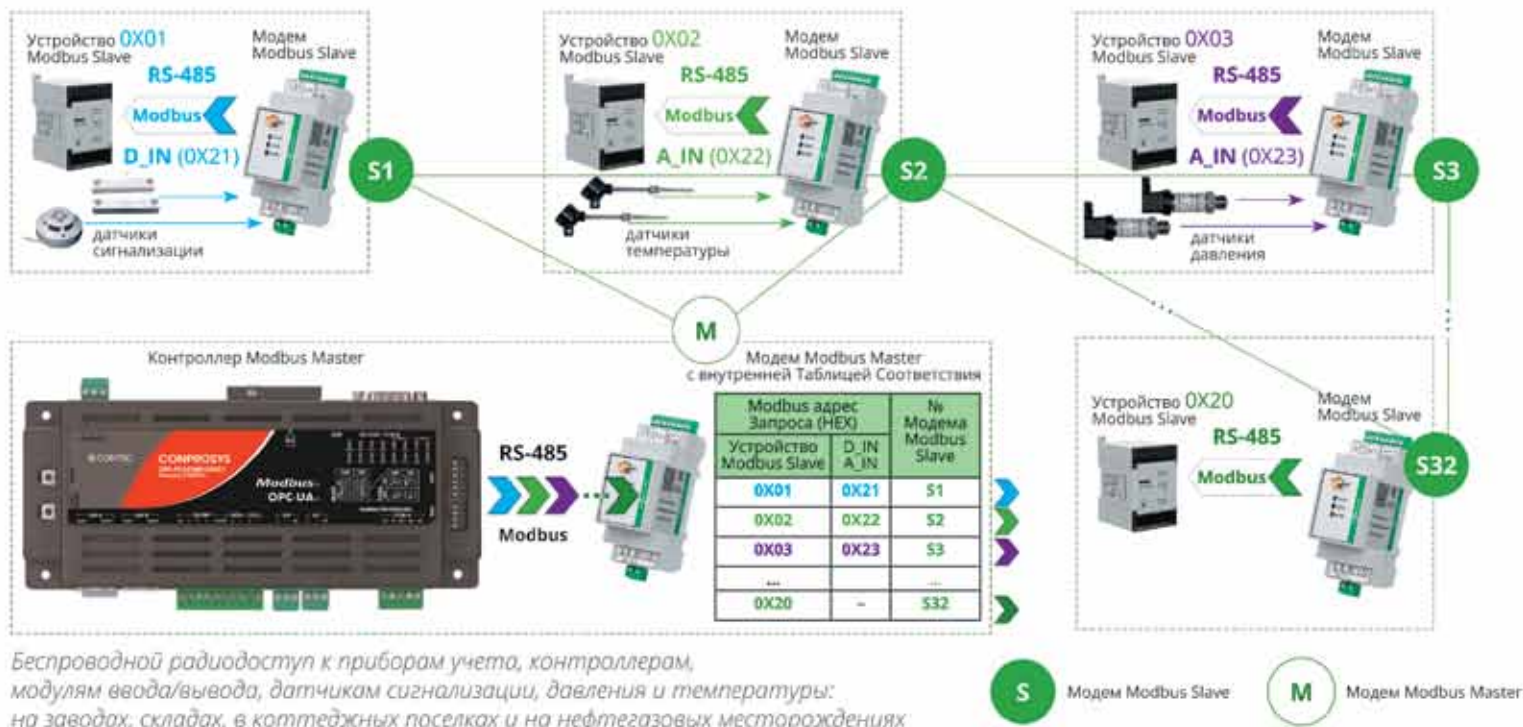 Устройство 0X01
Modbus Slave
Модем
Modbus Slave
RS-485
Modbus
D_IN (0X21)
датчики
сигнализации
S1
Устройство 0X02
Modbus Slave
Модем
Modbus Slave
RS-485
Modbus
A_IN (0X22)
датчики
температуры
S2
Устройство 0X03
Modbus Slave
Модем
Modbus Slave
RS-485
Modbus
A_IN (0X23)
датчики
давления
S3
M
Контроллер Modbus Master
CONTEC
CONPROSYS
Modbus
OPC-UA
RS-485
Modbus
Модем Modbus Master
с внутренней Таблицей Соответствия
Modbus адрес
Запроса (HEX)
№
Модема
Modbus
Slave
Устройство
Modbus Slave
D_IN
A_IN
0X01 0X21 S1
0X02 0X22 S2
0X03 0X23 S3
... ...
0X20 – S32
Устройство 0X20
Modbus Slave
Модем
Modbus Slave
RS-485
Modbus
S32
Беспроводной радиодоступ к приборам учета, контроллерам,
модулям ввода/вывода, датчикам сигнализации, давления и температуры:
на заводах, складах, в коттеджных поселках и на нефтегазовых месторождениях
S Модем Modbus Slave
M Модем Modbus Master